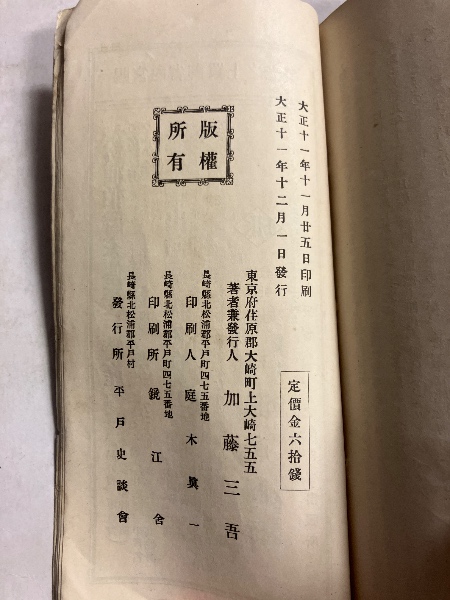 大正十一年十一月廿五日印刷
大正十一年十二月一日發行
定價金六拾錢
版權
所有
東京府荏原郡大崎町上大崎七五五
著者兼發行人 加藤三吾
長崎縣北松浦郡平戸町四七五番地
印刷人 庭木 一
長崎縣北松浦郡平戸町四七五番地
印刷所 鏡江舍
長崎縣北松浦郡平戸村
發行所 平戸史談會